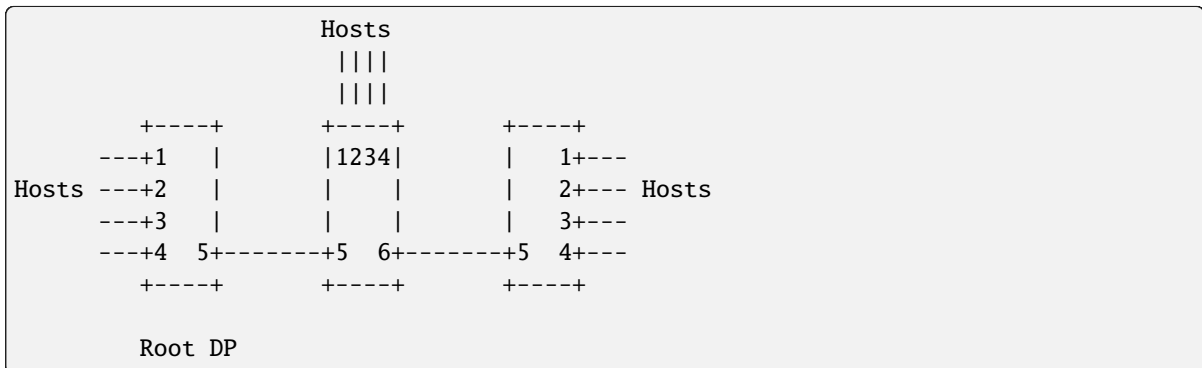 Hosts
                   ||||
                   ||||
        +----+       +----+       +----+
     ---+1   |       |1234|       |   1+---
Hosts ---+2   |       |    |       |   2+--- Hosts
     ---+3   |       |    |       |   3+---
     ---+4  5+-------+5  6+-------+5  4+---
        +----+       +----+       +----+
        Root DP